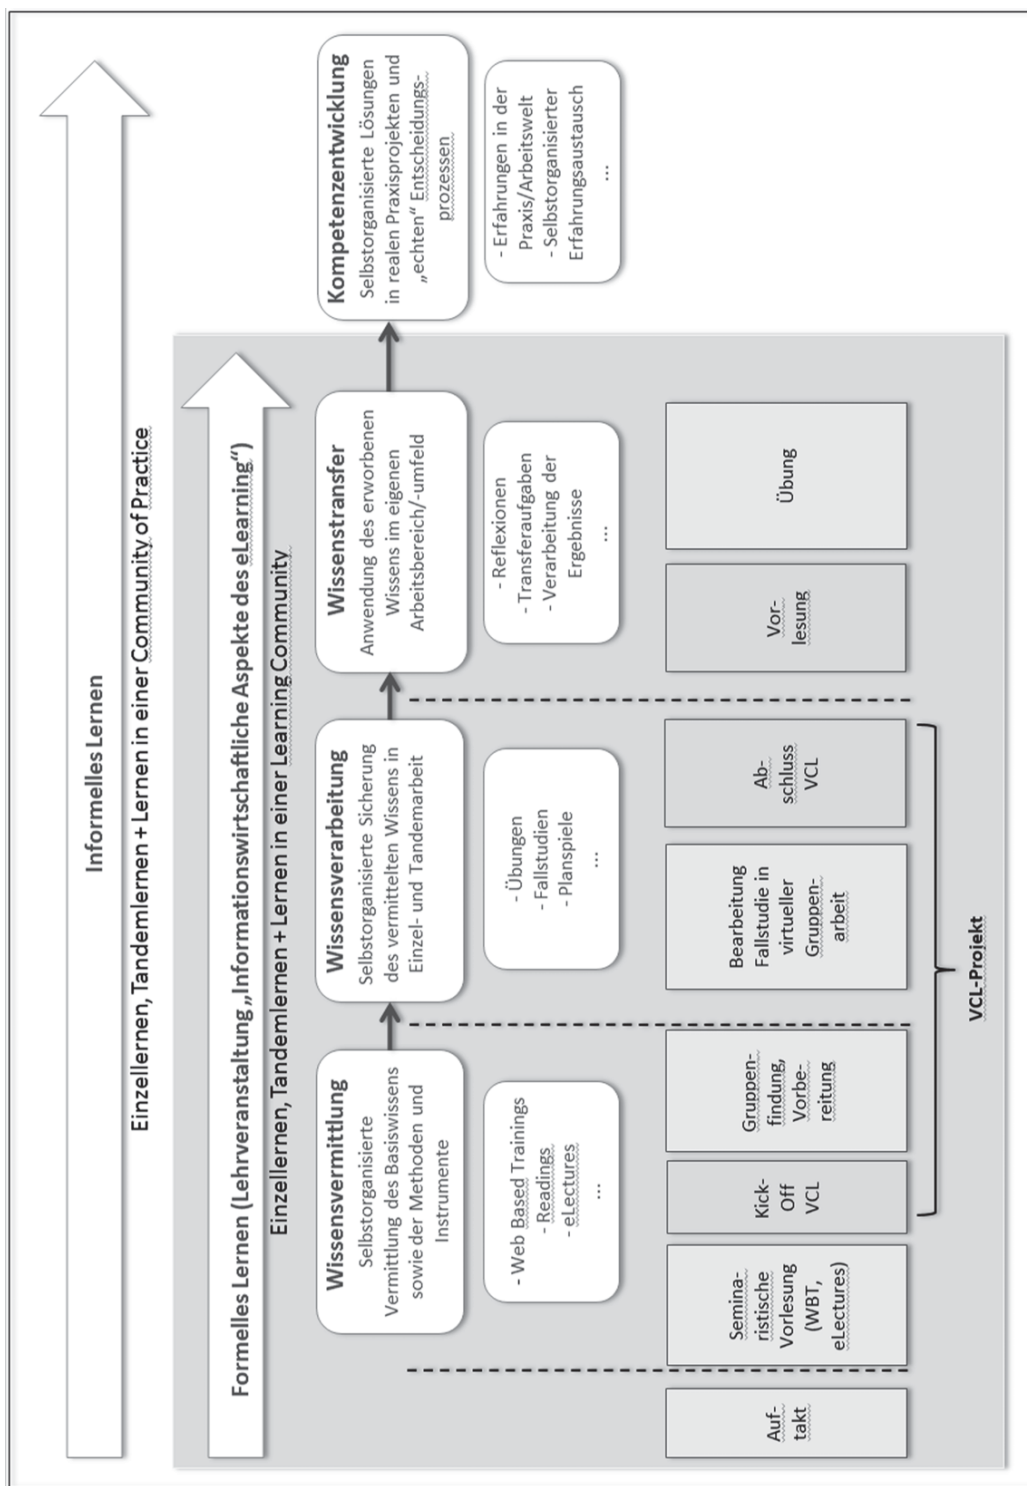 Informelles Lernen
Einzellernen, Tandemlernen + Lernen in einer Community of Practice
Formelles Lernen (Lehrveranstaltung „Informationswirtschaftliche Aspekte des eLearning“)
Einzellernen, Tandemlernen + Lernen in einer Learning Community
Wissensvermittlung
Selbstorganisierte
Vermittlung des Basiswissens
sowie der Methoden und
Instrumente
Wissensverarbeitung
Selbstorganisierte Sicherung
des vermittelten Wissens in
Einzel- und Tandemarbeit
Wissenstransfer
Anwendung des erworbenen
Wissens im eigenen
Arbeitsbereich/-umfeld
Kompetenzentwicklung
Selbstorganisierte Lösungen
in realen Praxisprojekten und
„echten“ Entscheidungs-
prozessen
- Web Based Trainings
- Readings
- eLectures
...
- Übungen
- Fallstudien
- Planspiele
...
- Reflexionen
- Transferaufgaben
- Verarbeitung der
Ergebnisse
...
- Erfahrungen in der
Praxis/Arbeitswelt
- Selbstorganisierter
Erfahrungsaustausch
...
Auf-
takt
Semina-
ristische
Vorlesung
(WBT,
eLectures)
Kick-
Off
VCL
Gruppen-
findung,
Vorbe-
reitung
Bearbeitung
Fallstudie in
virtueller
Gruppen-
arbeit
Ab-
schluss
VCL
Vor-
lesung
Übung
VCL-Projekt